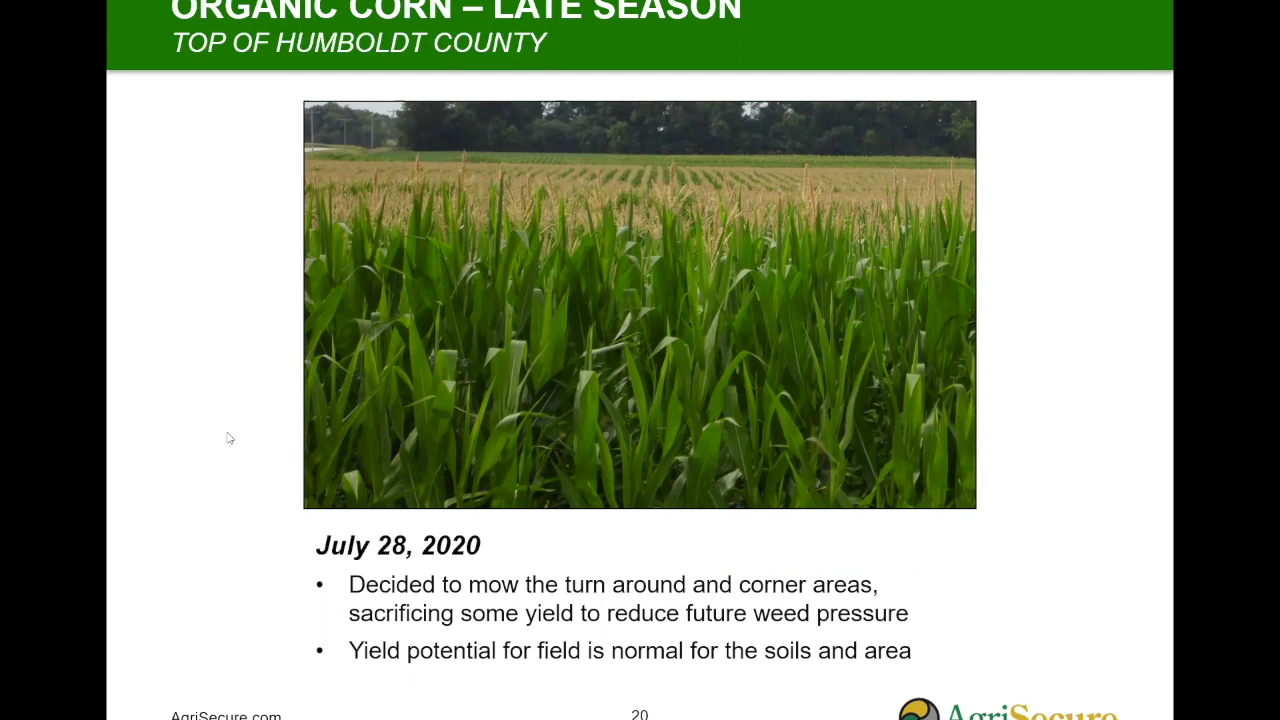 ORGANIC CORN – LATE SEASON
TOP OF HUMBOLDT COUNTY
July 28, 2020
• Decided to mow the turn around and corner areas,
sacrificing some yield to reduce future weed pressure
• Yield potential for field is normal for the soils and area
AgriSecure.com
20
AgriSecure